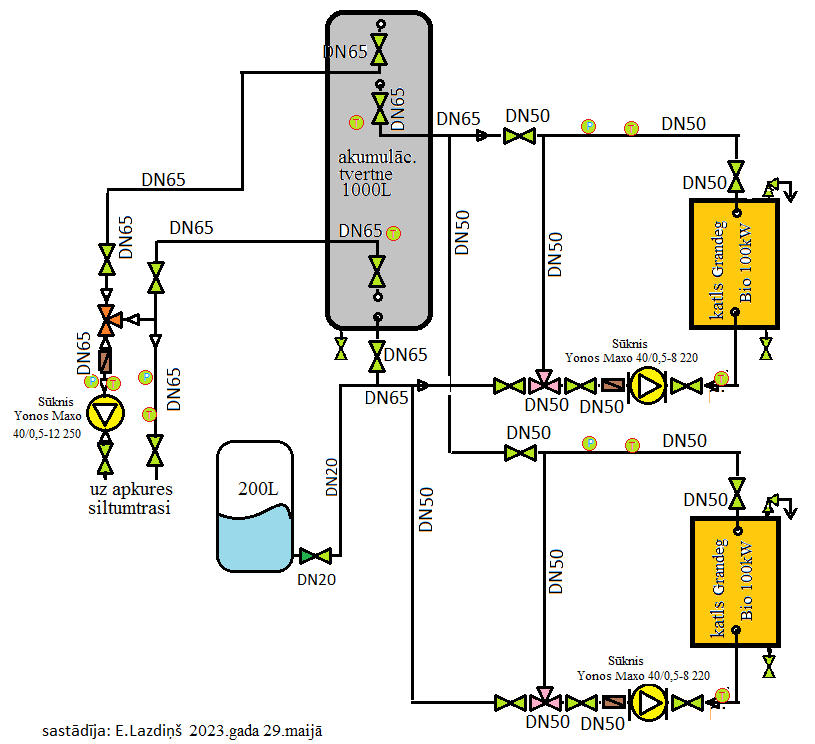 DN65
DN65
DN65
DN50
DN50
akumulāc.
tvertne
1000L
DN65
DN50
DN65
DN65
DN65
DN50
DN50
katls Grandeg
Bio 100kW
DN65
Sūknis
Yonos Maxo 40/0,5-8 220
DN65
DN65
DN65
DN50
DN50
Sūknis
Yonos Maxo
40/0,5-12 250
uz apkures
siltumtrasi
200L
DN20
DN20
DN50
DN50
DN50
DN50
katls Grandeg
Bio 100kW
Sūknis
Yonos Maxo 40/0,5-8 220
DN50
DN50
P
T
T
T
P
T
P
T
T
P
T
T
sastādīja: E.Lazdiņš 2023.gada 29.maijā